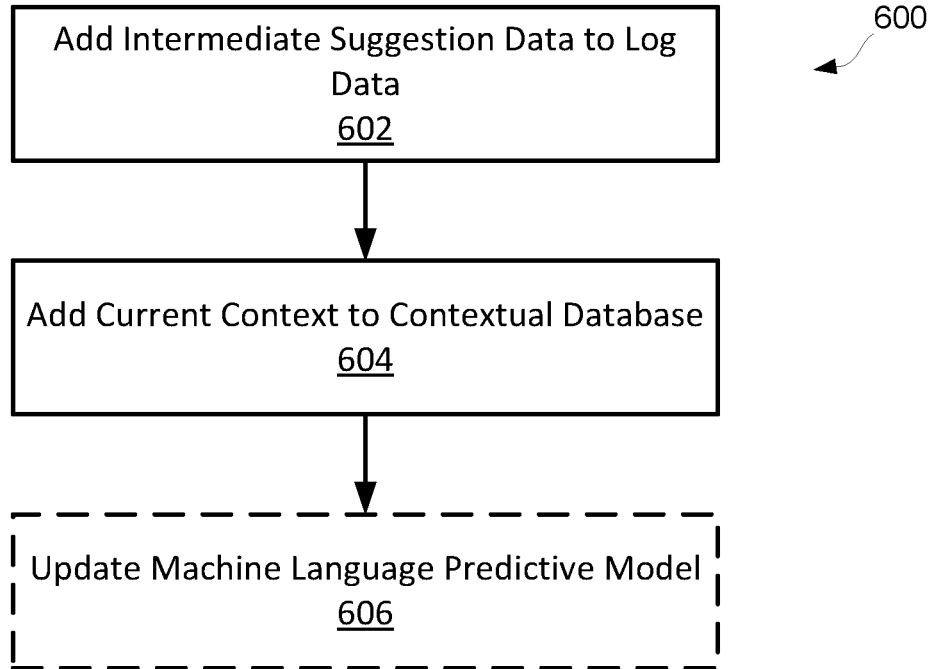 600
Add Intermediate Suggestion Data to Log
Data
602
Add Current Context to Contextual Database
604
Update Machine Language Predictive Model
606